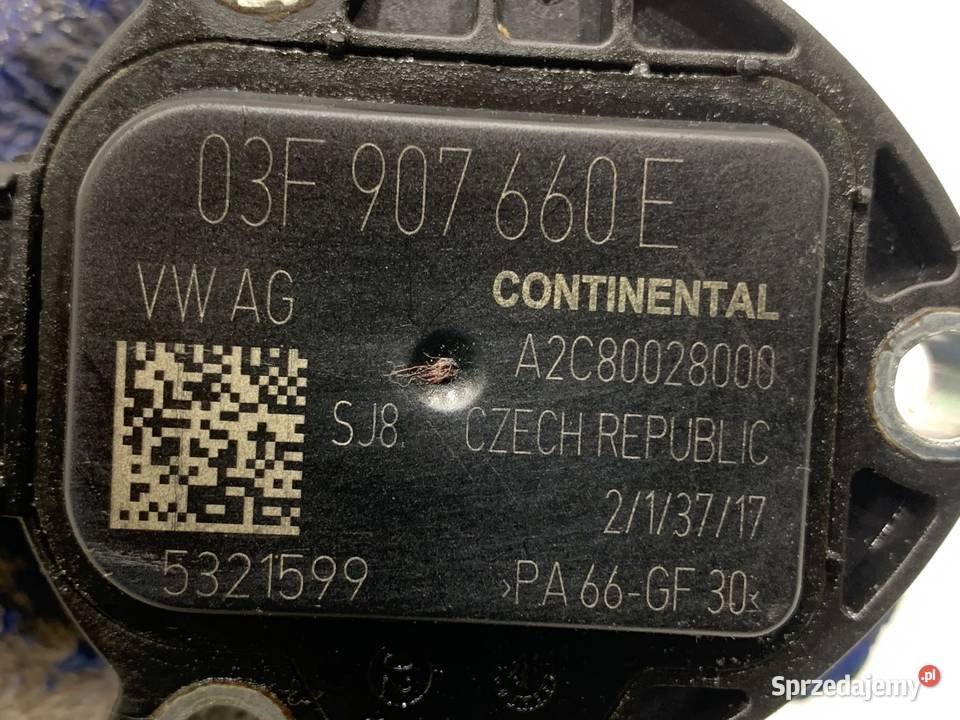 03F 907 660 E
VW AG
CONTINENTAL
A2C80028000
SJ8.
CZECH REPUBLIC
2/1/37/17
5321599
>PA 66-GF 30<
Sprzedajemy.pl